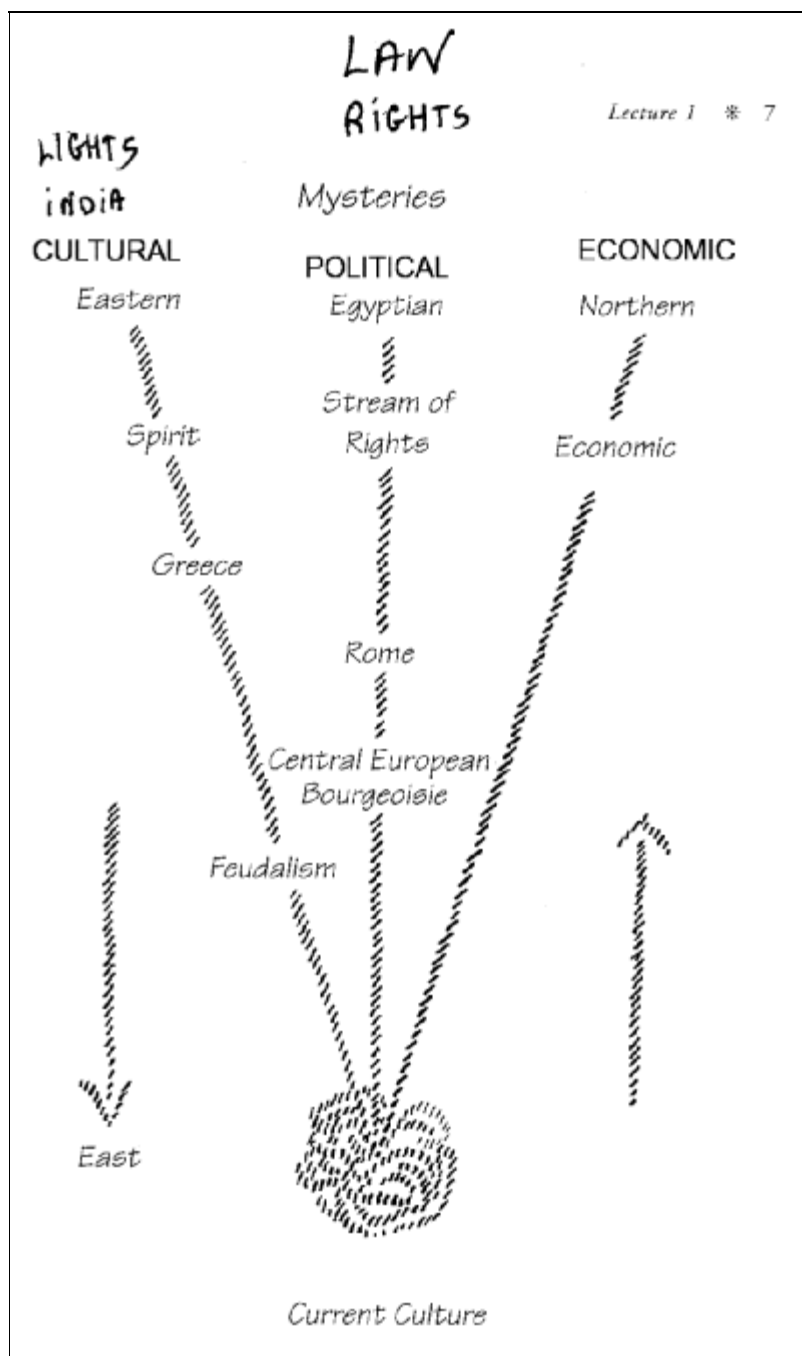 LAW
RIGHTS
Lecture 1 * 7
LIGHTS
INDIA
Mysteries
CULTURAL
POLITICAL
ECONOMIC
Eastern
Egyptian
Northern
Stream of
Rights
Spirit
Economic
Greece
Rome
Central European
Bourgeoisie
Feudalism
East
Current Culture